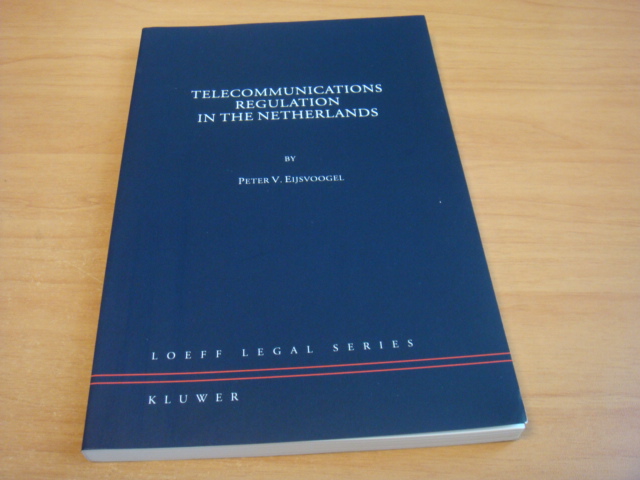 TELECOMMUNICATIONS
REGULATION
IN THE NETHERLANDS
BY
PETER V. EIJSVOOGEL
LOEFF LEGAL SERIES
KLUWER